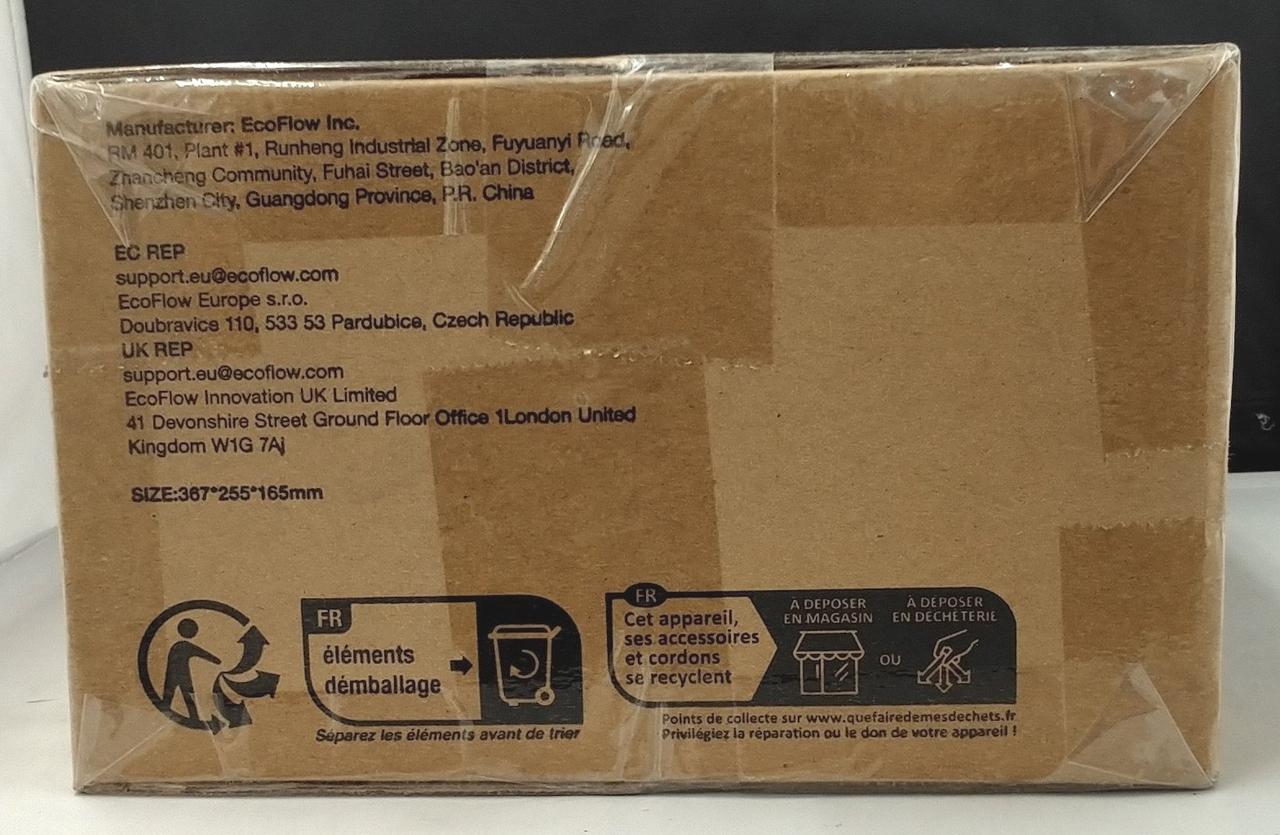 Manufacturer: EcoFlow Inc.
RM 401, Plant #1, Runheng Industrial Zone, Fuyuanyi Road,
Zhancheng Community, Fuhai Street, Bao'an District,
Shenzhen City, Guangdong Province, P.R. China
EC REP
support.eu@ecoflow.com
EcoFlow Europe s.r.o.
Doubravice 110, 533 53 Pardubice, Czech Republic
UK REP
support.eu@ecoflow.com
EcoFlow Innovation UK Limited
41 Devonshire Street Ground Floor Office 1London United
Kingdom W1G 7Aj
SIZE:367*255*165mm
FR
éléments
démballage
Séparez les éléments avant de trier
FR
Cet appareil,
ses accessoires
et cordons
se recyclent
À DÉPOSER
EN MAGASIN
OU
À DÉPOSER
EN DÉCHÈTERIE
Points de collecte sur www.quefairedemesdechets.fr
Privilégiez la réparation ou le don de votre appareil !